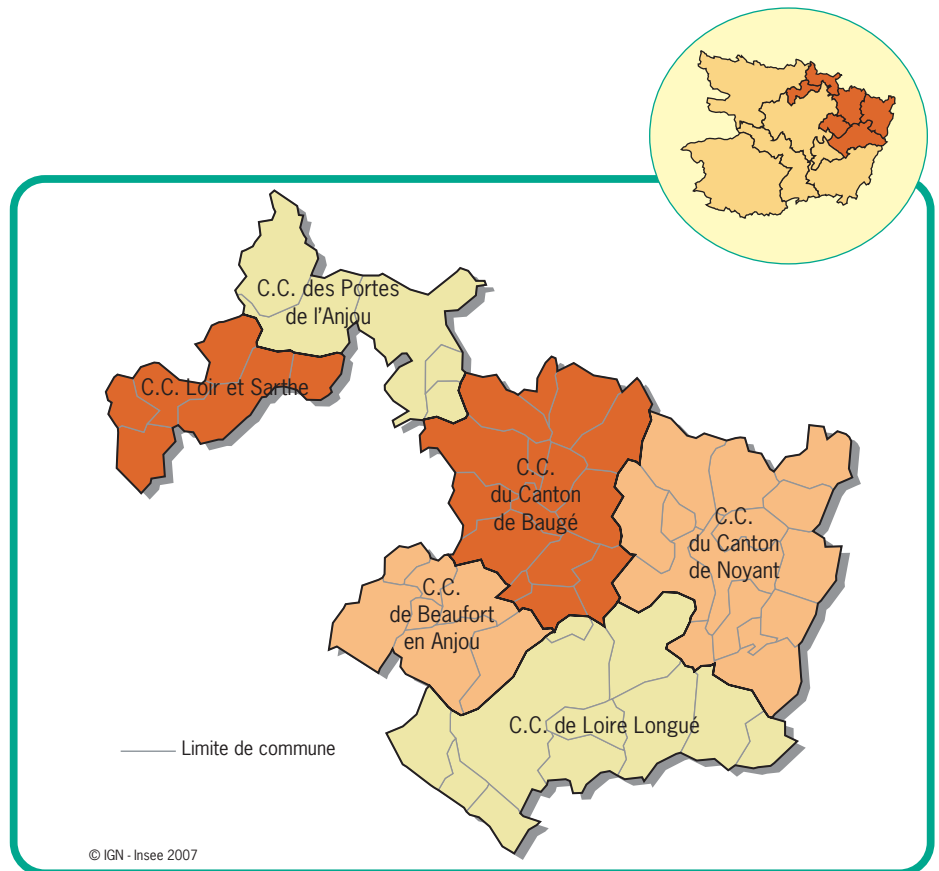 C.C. des Portes
de l'Anjou
C.C. Loir et Sarthe
C.C.
du Canton
de Baugé
C.C.
du Canton
de Noyant
C.C.
de Beaufort
en Anjou
C.C. de Loire Longué
Limite de commune
© IGN - Insee 2007